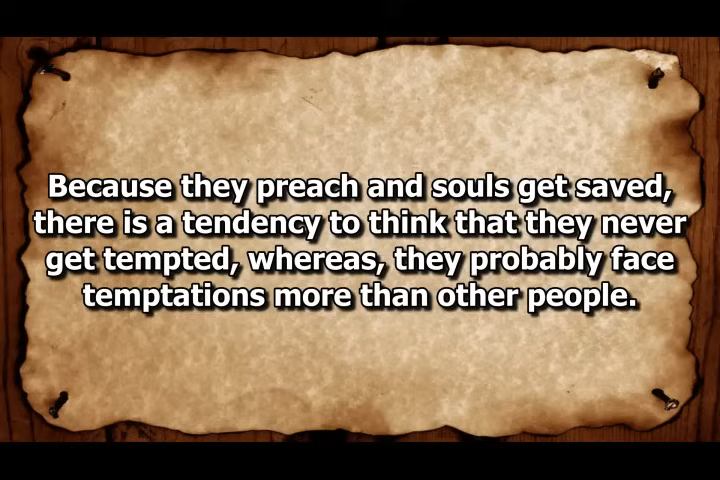 Because they preach and souls get saved,
there is a tendency to think that they never
get tempted, whereas, they probably face
temptations more than other people.